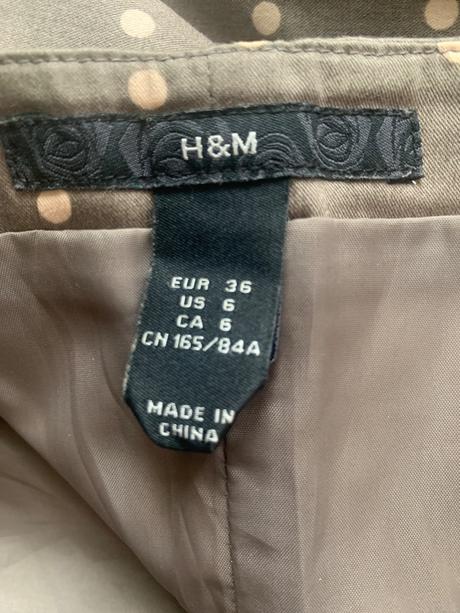 H&M
EUR 36
US 6
CA 6
CN 165/84A
MADE IN
CHINA